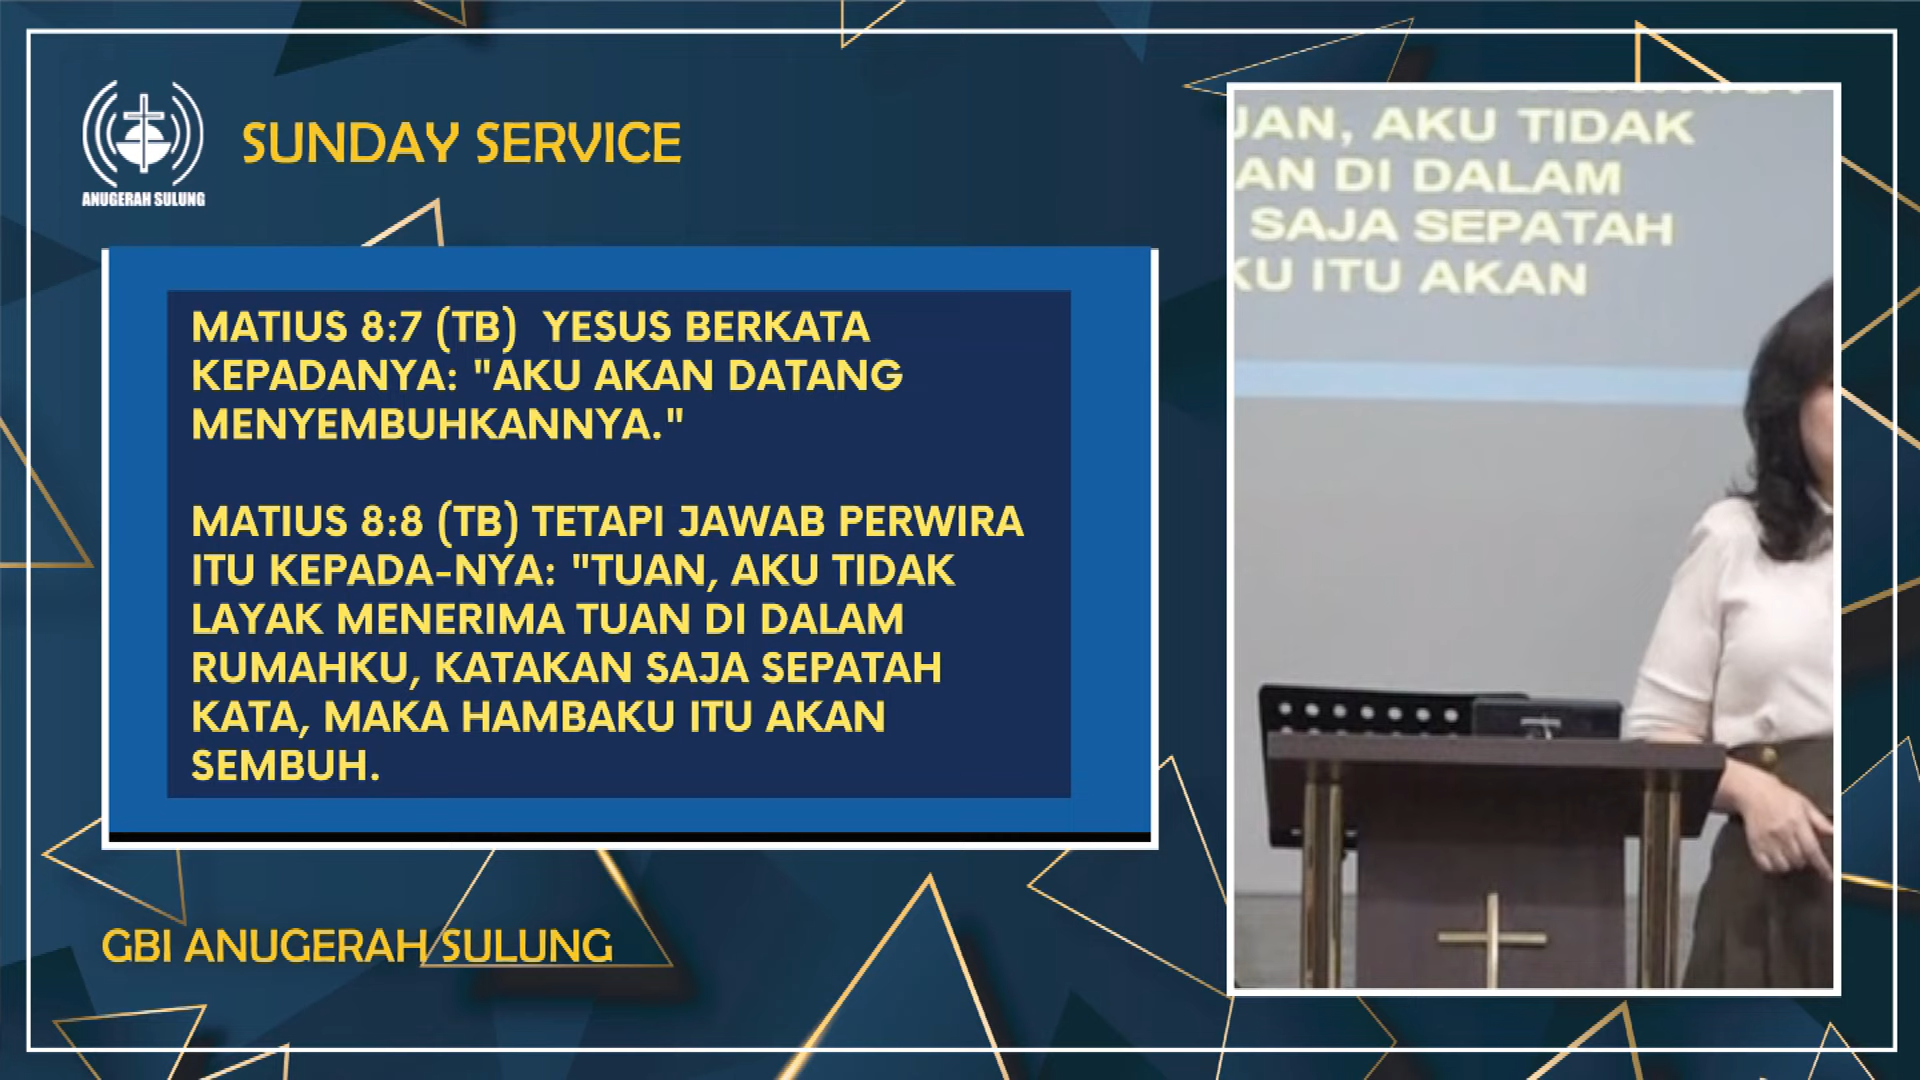 ANUGERAH SULUNG
SUNDAY SERVICE
MATIUS 8:7 (TB)  YESUS BERKATA
KEPADANYA: "AKU AKAN DATANG
MENYEMBUHKANNYA."
MATIUS 8:8 (TB) TETAPI JAWAB PERWIRA
ITU KEPADA-NYA: "TUAN, AKU TIDAK
LAYAK MENERIMA TUAN DI DALAM
RUMAHKU, KATAKAN SAJA SEPATAH
KATA, MAKA HAMBAKU ITU AKAN
SEMBUH.
GBI ANUGERAH SULUNG
AKU TIDAK
DI DALAM
SAJA SEPATAH
ITU AKAN